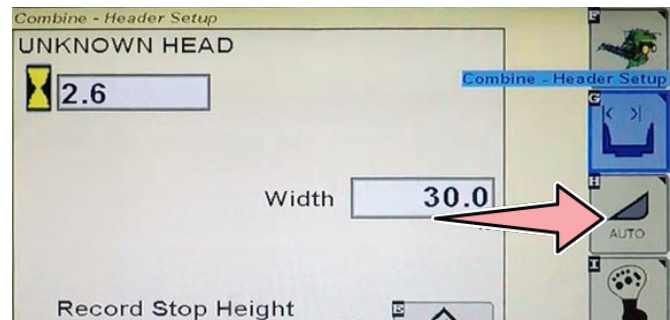 Combine - Header Setup
UNKNOWN HEAD
F
2.6
Combine - Header Setup
G
Width
30.0
H
AUTO
I
Record Stop Height
E